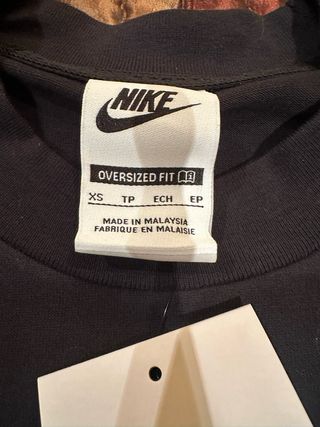 NIKE
OVERSIZED FIT
XS TP ECH EP
MADE IN MALAYSIA
FABRIQUE EN MALAISIE